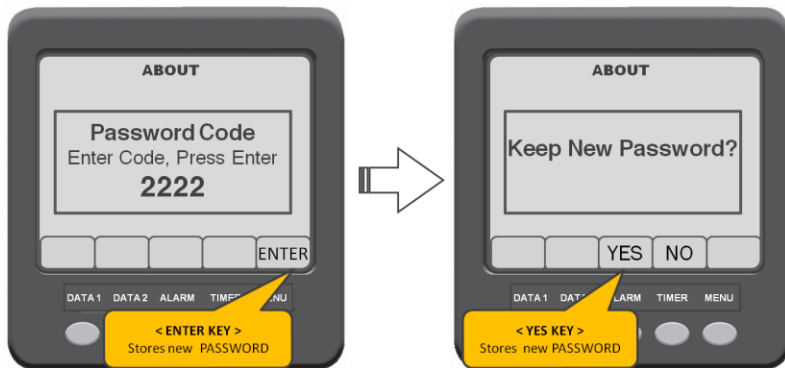 ABOUT
Password Code
Enter Code, Press Enter
2222
ENTER
DATA 1 DATA 2 ALARM TIMER MENU
< ENTER KEY >
Stores new PASSWORD
ABOUT
Keep New Password?
YES NO
DATA 1 ALARM TIMER MENU
< YES KEY >
Stores new PASSWORD